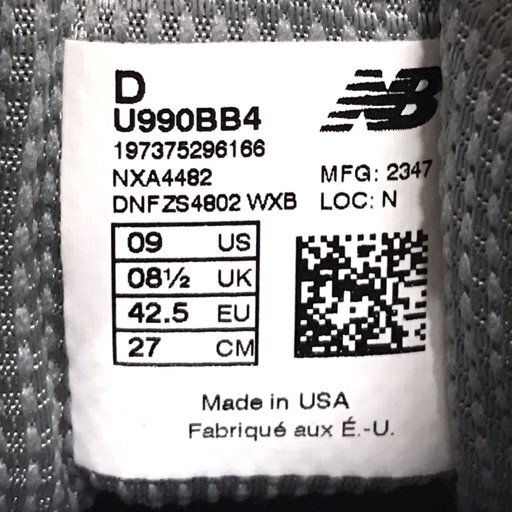 D
U990BB4
NB
197375296166
NXA4482
MFG: 2347
DNFZS4802 WXB
LOC: N
09 US
08½ UK
42.5 EU
27 CM
Made in USA
Fabriqué aux É.-U.